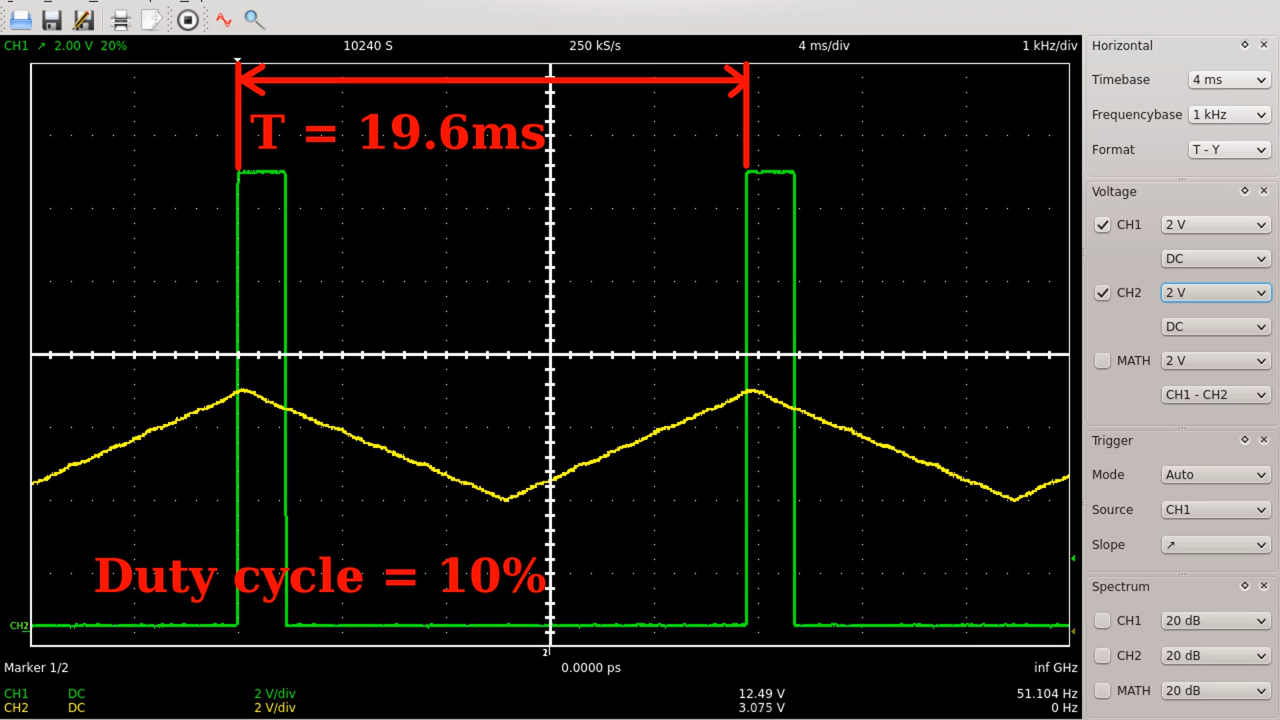 CH1 ↗ 2.00 V 20% 10240 S 250 kS/s 4 ms/div 1 kHz/div
T = 19.6ms
Duty cycle = 10%
CH2
2
Marker 1/2 0.0000 ps inf GHz
CH1 DC 2 V/div 12.49 V 51.104 Hz
CH2 DC 2 V/div 3.075 V 0 Hz
Horizontal
Timebase 4 ms
Frequencybase 1 kHz
Format T - Y
Voltage
CH1 2 V
DC
CH2 2 V
DC
MATH 2 V
CH1 - CH2
Trigger
Mode Auto
Source CH1
Slope ↗
Spectrum
CH1 20 dB
CH2 20 dB
MATH 20 dB